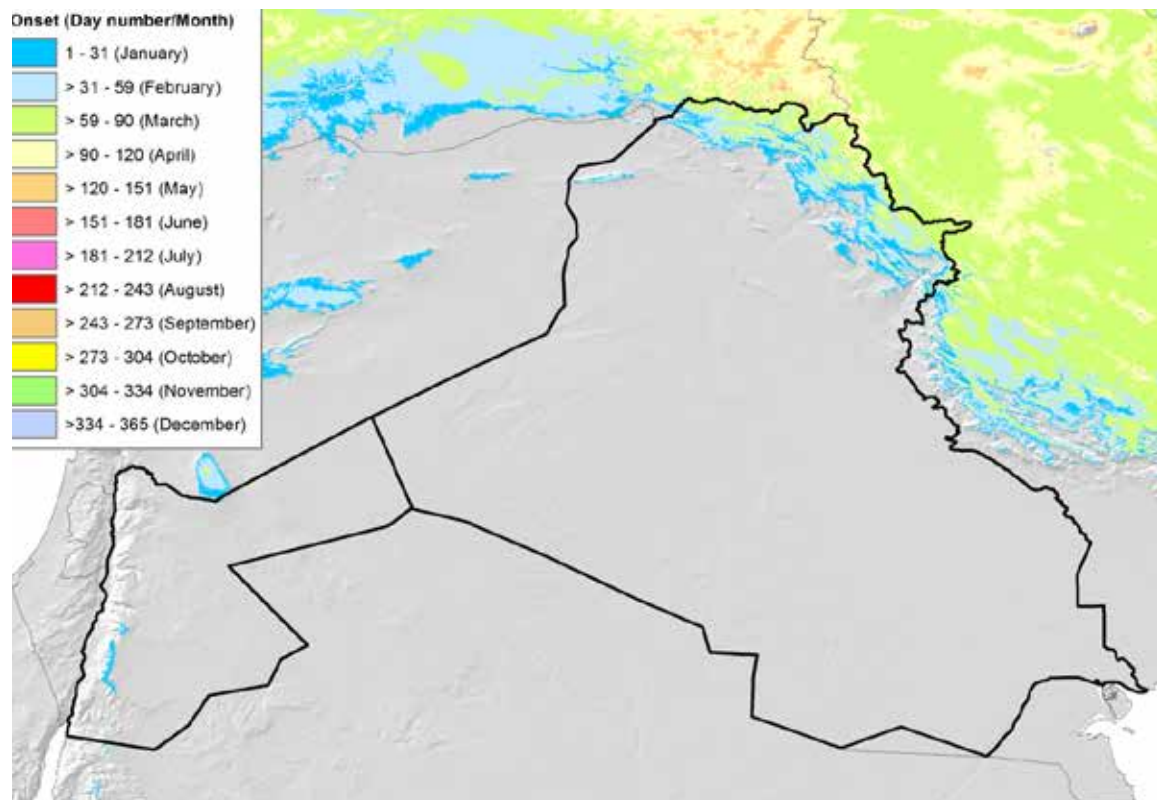 Onset (Day number/Month)
1 - 31 (January)
> 31 - 59 (February)
> 59 - 90 (March)
> 90 - 120 (April)
> 120 - 151 (May)
> 151 - 181 (June)
> 181 - 212 (July)
> 212 - 243 (August)
> 243 - 273 (September)
> 273 - 304 (October)
> 304 - 334 (November)
>334 - 365 (December)